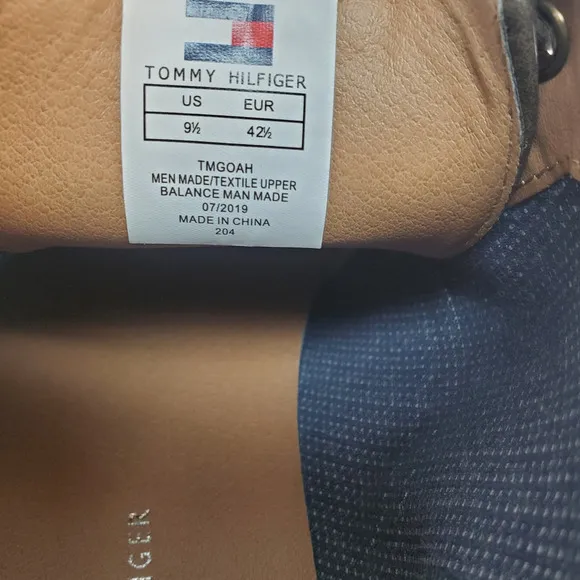 TOMMY HILFIGER
US EUR
9½ 42½
TMGOAH
MEN MADE/TEXTILE UPPER
BALANCE MAN MADE
07/2019
MADE IN CHINA
204
IGER